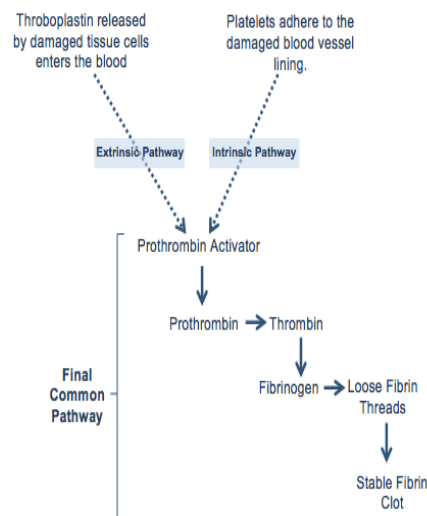 Throboplastin released
by damaged tissue cells
enters the blood
Platelets adhere to the
damaged blood vessel
lining.
Extrinsic Pathway
Intrinsic Pathway
Prothrombin Activator
Prothrombin
Thrombin
Fibrinogen
Loose Fibrin
Threads
Final
Common
Pathway
Stable Fibrin
Clot